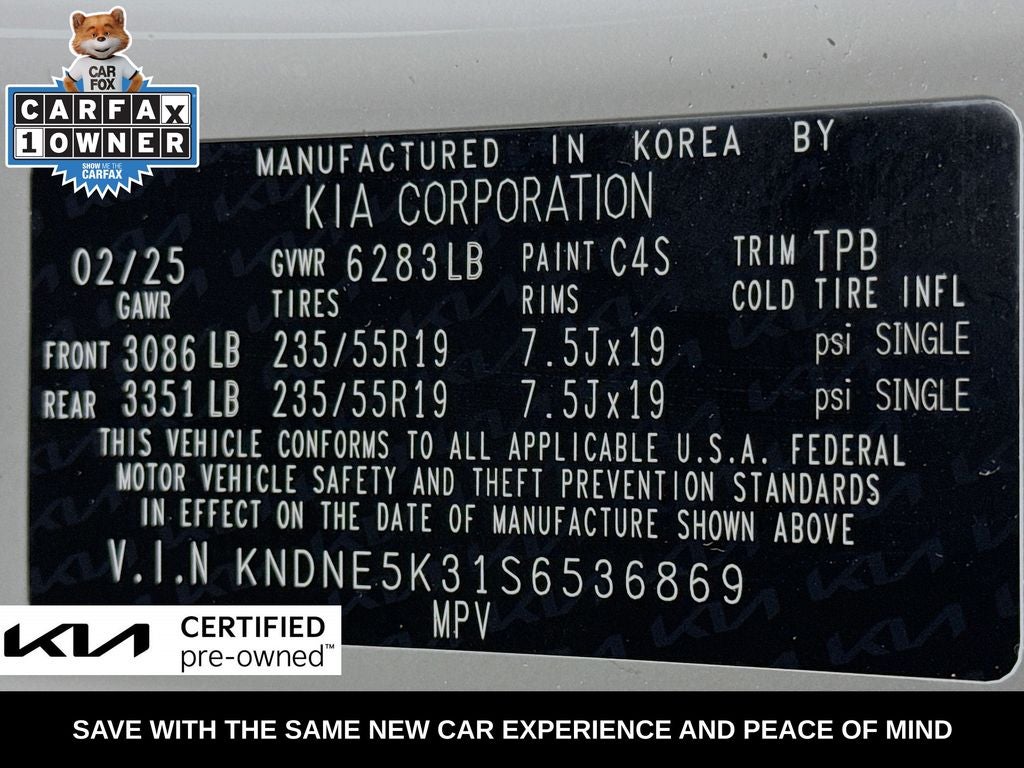 CAR
FOX
CARFAX
1 OWNER
SHOW ME THE
CARFAX
MANUFACTURED IN KOREA BY
KIA CORPORATION
02/25 GVWR 6283LB PAINT C4S TRIM TPB
GAWR TIRES RIMS COLD TIRE INFL
FRONT 3086 LB 235/55R19 7.5Jx19 psi SINGLE
REAR 3351 LB 235/55R19 7.5Jx19 psi SINGLE
THIS VEHICLE CONFORMS TO ALL APPLICABLE U.S.A. FEDERAL
MOTOR VEHICLE SAFETY AND THEFT PREVENTION STANDARDS
IN EFFECT ON THE DATE OF MANUFACTURE SHOWN ABOVE
V.I.N KNDNE5K31S6536869
MPV
KIA CERTIFIED
pre-owned™
SAVE WITH THE SAME NEW CAR EXPERIENCE AND PEACE OF MIND